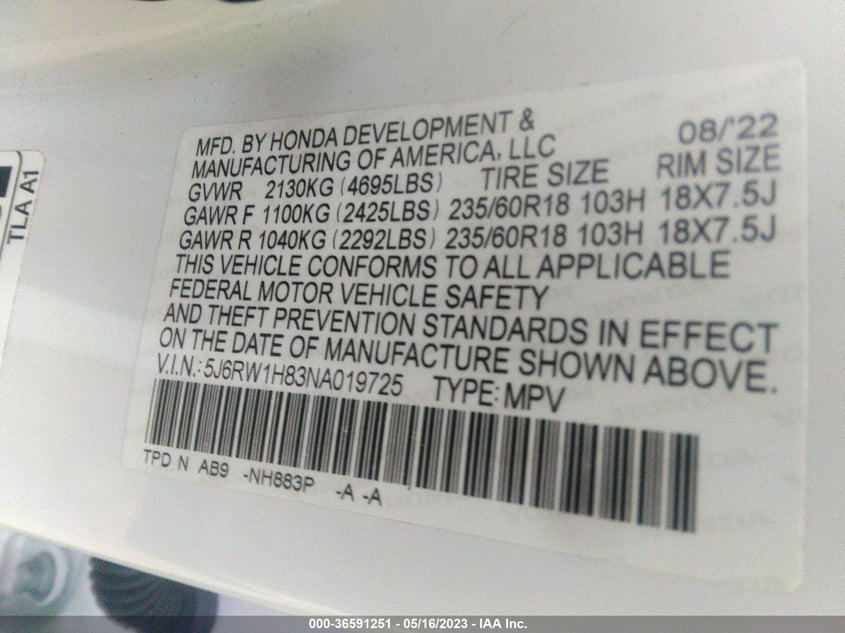 MFD. BY HONDA DEVELOPMENT & 08/'22
MANUFACTURING OF AMERICA, LLC
GVWR 2130KG (4695LBS) TIRE SIZE RIM SIZE
GAWR F 1100KG (2425LBS) 235/60R18 103H 18X7.5J
GAWR R 1040KG (2292LBS) 235/60R18 103H 18X7.5J
THIS VEHICLE CONFORMS TO ALL APPLICABLE
FEDERAL MOTOR VEHICLE SAFETY
AND THEFT PREVENTION STANDARDS IN EFFECT
ON THE DATE OF MANUFACTURE SHOWN ABOVE.
V.I.N.: 5J6RW1H83NA019725 TYPE: MPV
TPD N AB9 -NH883P -A -A
TLA A1
000-36591251 - 05/16/2023 - IAA Inc.